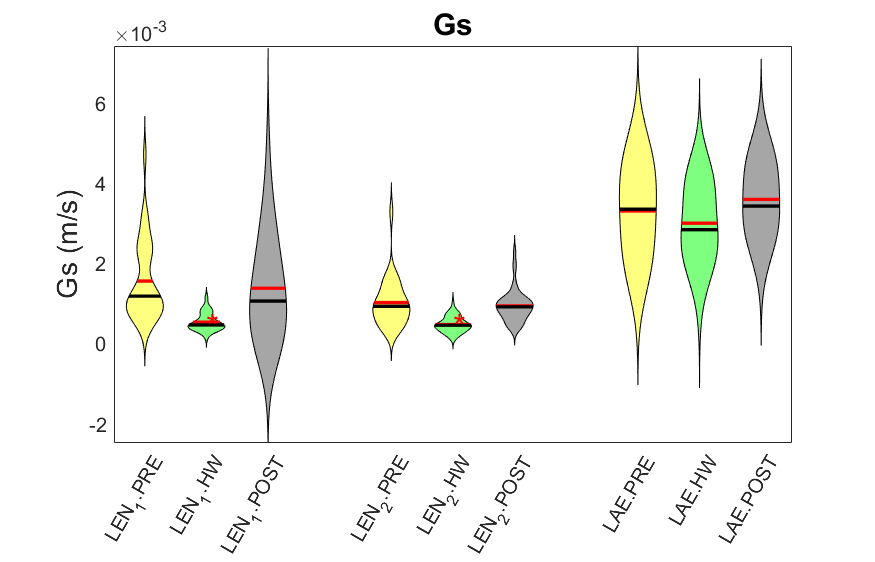 Gs
×10⁻³
Gs (m/s)
6
4
2
0
-2
LEN₁.PRE
LEN₁.HW
LEN₁.POST
LEN₂.PRE
LEN₂.HW
LEN₂.POST
LAE.PRE
LAE.HW
LAE.POST